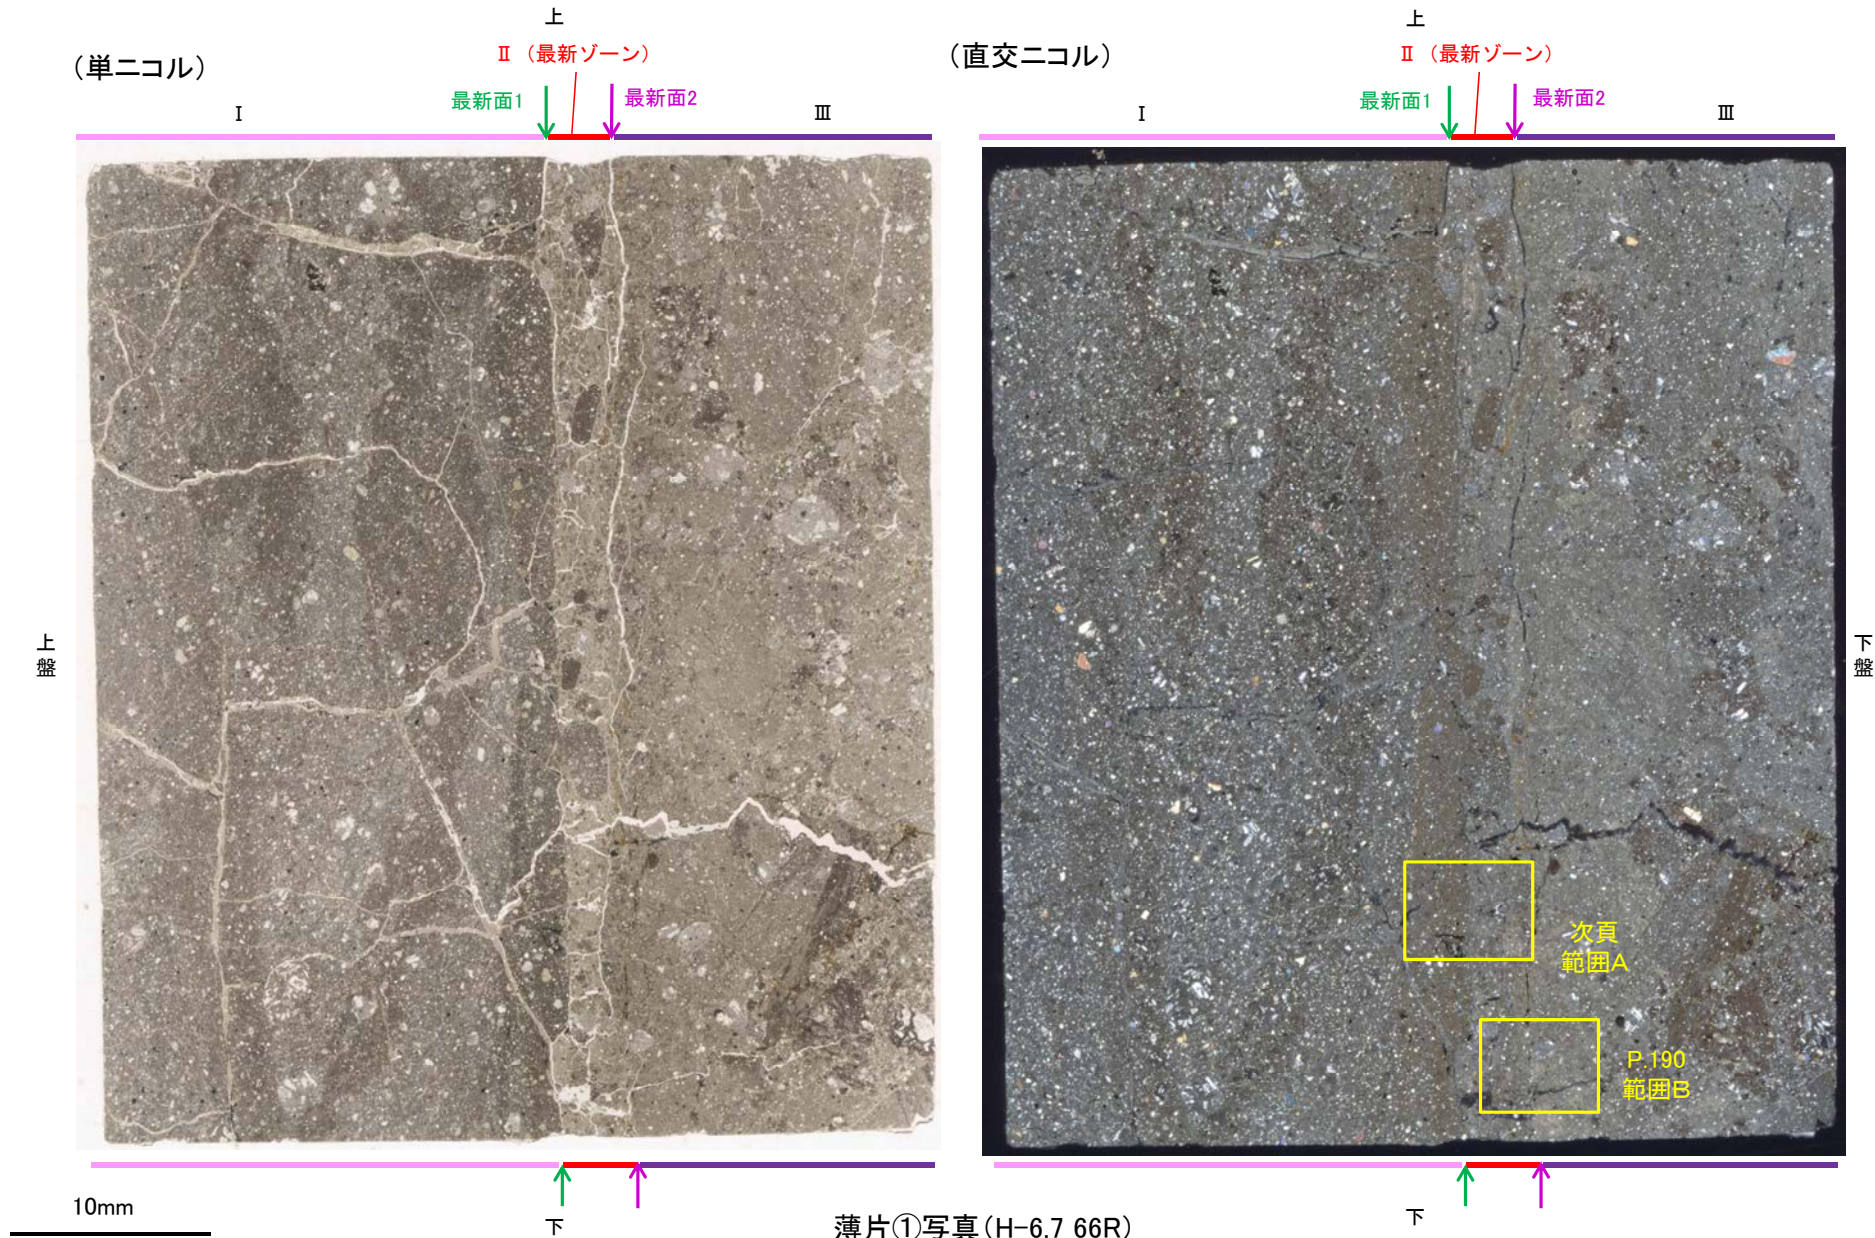 上
上
(単ニコル)
Ⅱ (最新ゾーン)
(直交ニコル)
Ⅱ (最新ゾーン)
最新面1
最新面2
最新面1
最新面2
Ⅰ
Ⅲ
Ⅰ
Ⅲ
上盤
下盤
次頁
範囲A
P.190
範囲B
10mm
下
下
薄片①写真(H-6.7 66R)